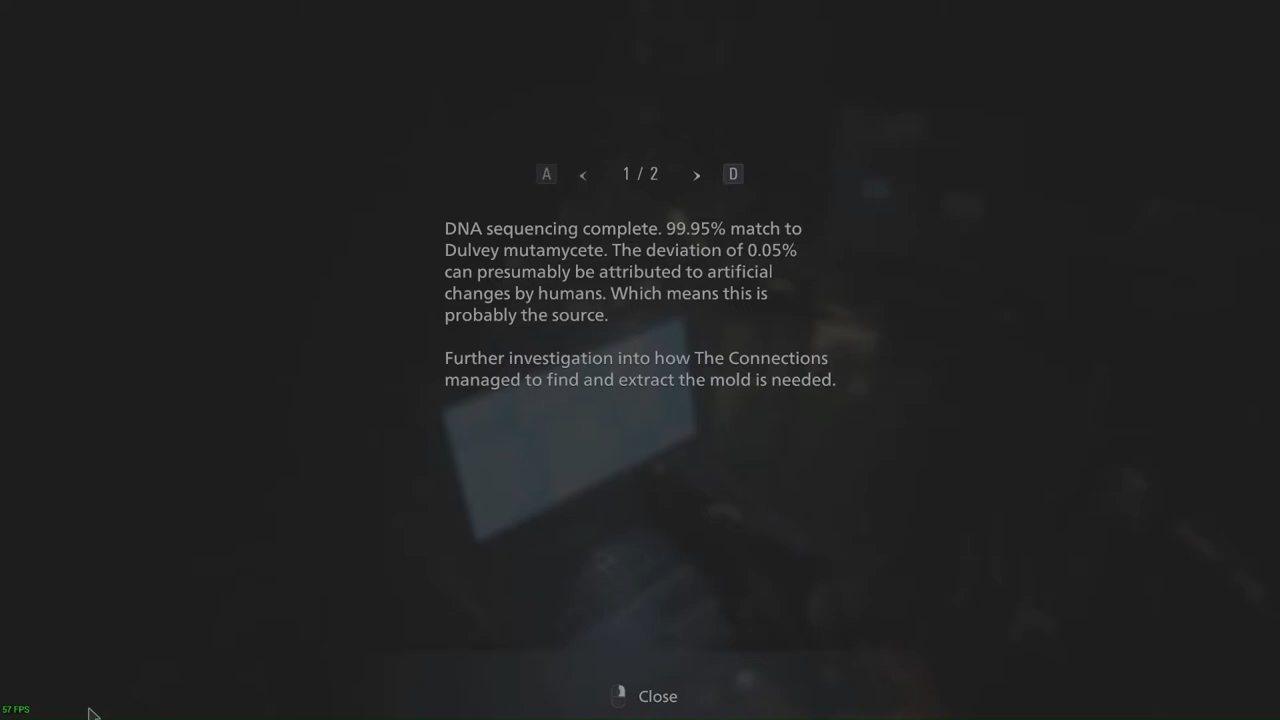 A < 1 / 2 > D
DNA sequencing complete. 99.95% match to
Dulvey mutamycete. The deviation of 0.05%
can presumably be attributed to artificial
changes by humans. Which means this is
probably the source.
Further investigation into how The Connections
managed to find and extract the mold is needed.
Close
57 FPS